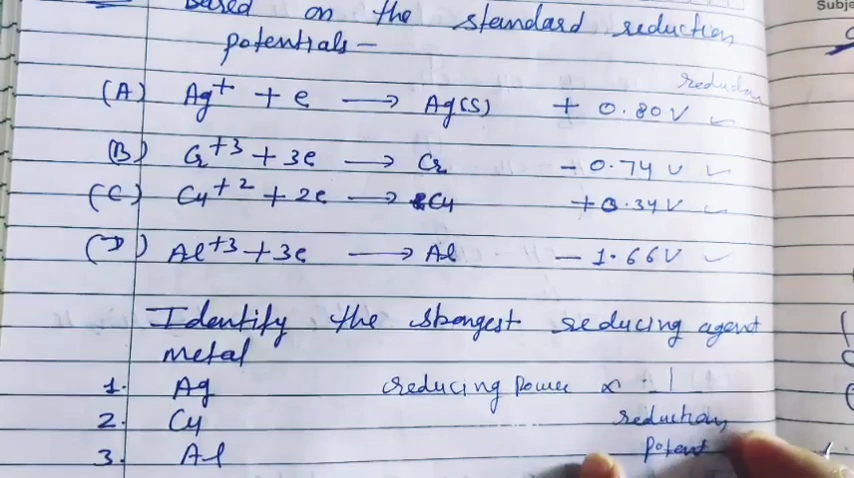 Subje
Based on the standard reduction
potentials—
reduction
(A) Ag⁺ + e ⟶ Ag(s) + 0.80V
(B) Cr⁺³ + 3e ⟶ Cr - 0.74 V
(C) Cu⁺² + 2e ⟶ Cu +0.34V
(D) Al⁺³ + 3e ⟶ Al - 1.66V
Identify the strongest reducing agent
metal
1. Ag reducing power ∝ 1
2. Cu reduction
3. Al potent